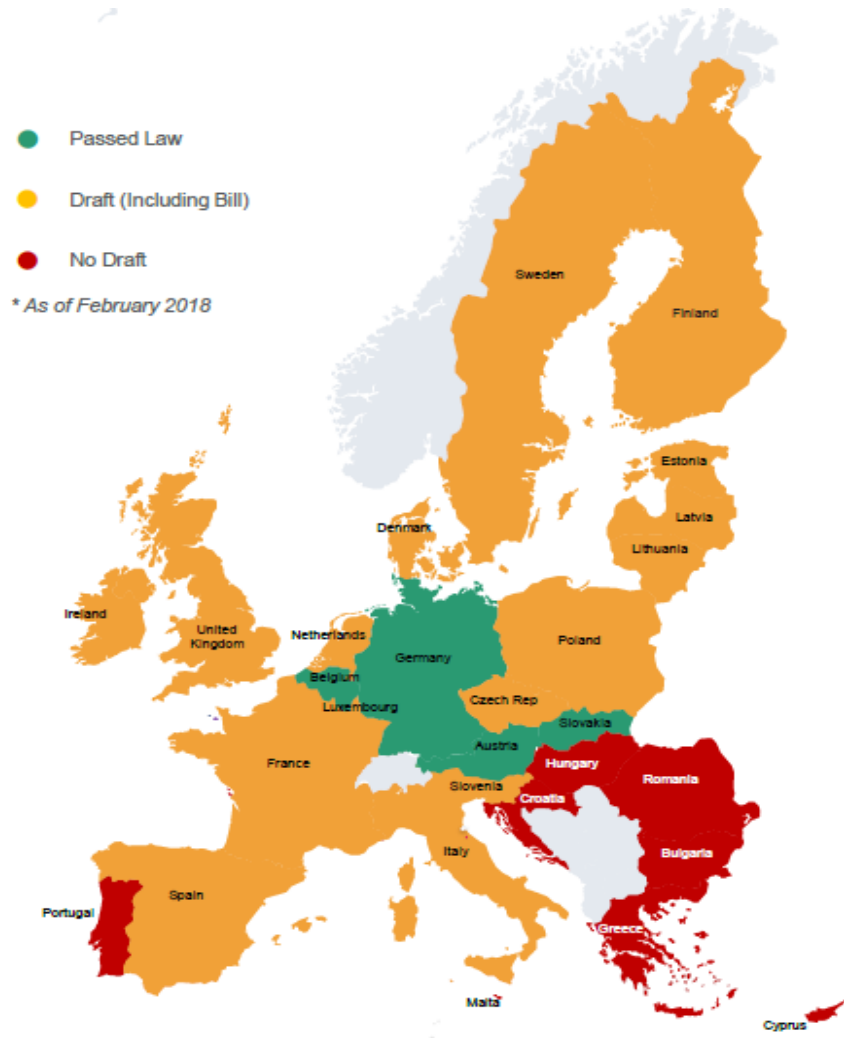 Passed Law
Draft (Including Bill)
No Draft
* As of February 2018
Sweden
Finland
Estonia
Latvia
Denmark
Lithuania
Ireland
United
Kingdom
Netherlands
Poland
Germany
Belgium
Czech Rep
Luxembourg
Slovakia
Austria
France
Hungary
Romania
Slovenia
Croatia
Italy
Bulgaria
Spain
Portugal
Greece
Malta
Cyprus